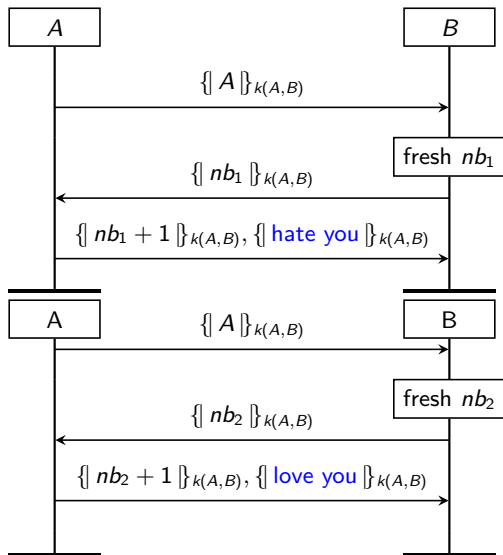 A B
{| A |}k(A,B)
fresh nb1
{| nb1 |}k(A,B)
{| nb1 + 1 |}k(A,B), {| hate you |}k(A,B)
A B
{| A |}k(A,B)
fresh nb2
{| nb2 |}k(A,B)
{| nb2 + 1 |}k(A,B), {| love you |}k(A,B)